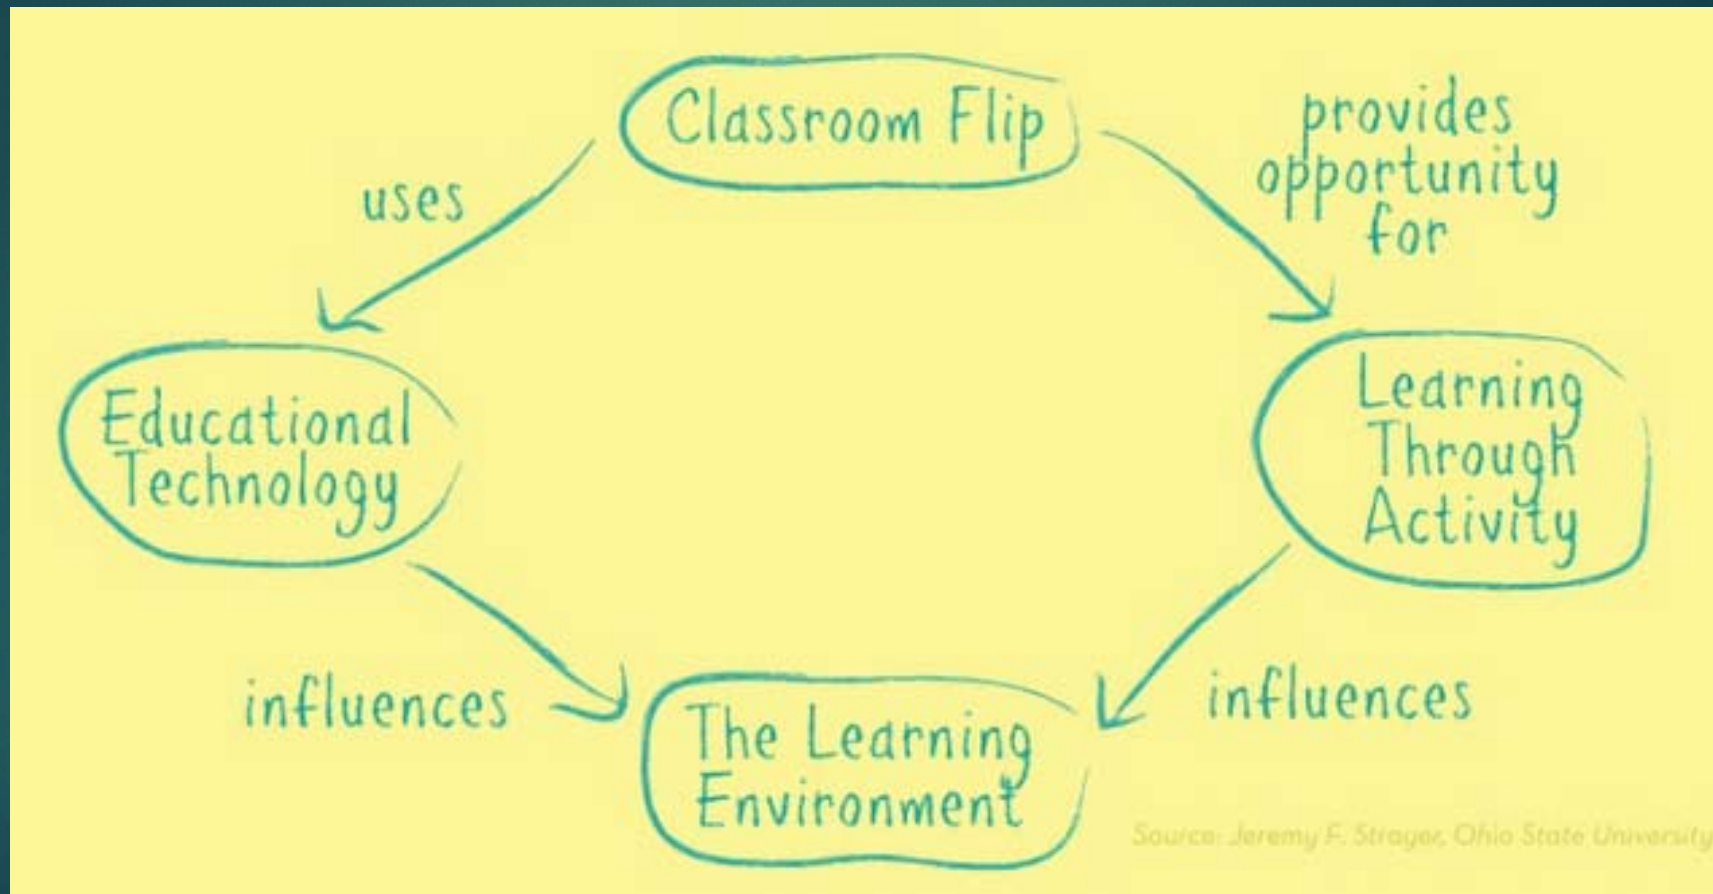 Classroom Flip
uses
provides
opportunity
for
Educational
Technology
Learning
Through
Activity
influences
influences
The Learning
Environment
Source: Jeremy F. Strayer, Ohio State University